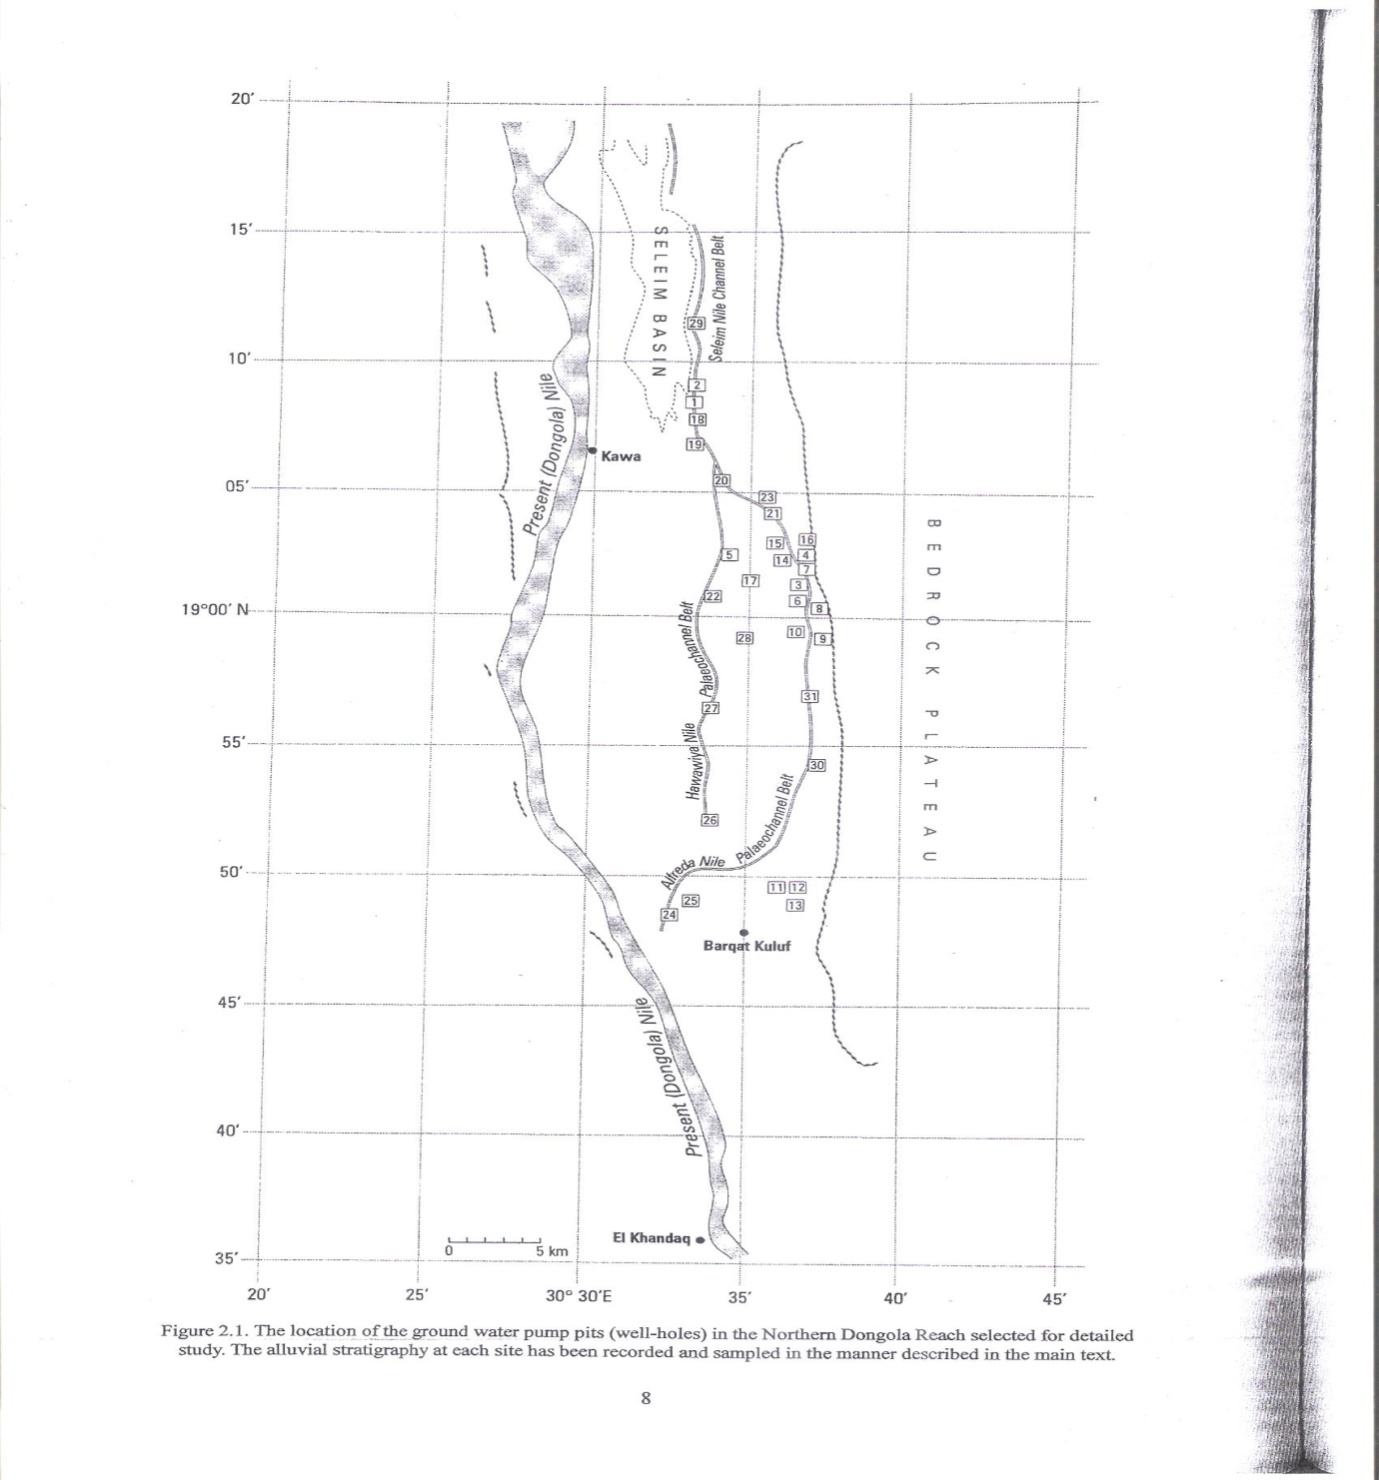 20′
15′
SELEIM BASIN
Seleim Nile Channel Belt
29
10′
2
1
18
19
Present (Dongola) Nile
Kawa
05′
20
23
21
15
16
5
14
4
7
17
3
22
6
8
19°00′ N
28
10
9
BEDROCK PLATEAU
31
27
55′
Hawawiya Nile Palaeochannel Belt
30
26
50′
Alfreda Nile Palaeochannel Belt
11
12
25
13
24
Barqat Kuluf
45′
Present (Dongola) Nile
40′
El Khandaq
0 5 km
35′
20′ 25′ 30° 30′E 35′ 40′ 45′
Figure 2.1. The location of the ground water pump pits (well-holes) in the Northern Dongola Reach selected for detailed
study. The alluvial stratigraphy at each site has been recorded and sampled in the manner described in the main text.
8